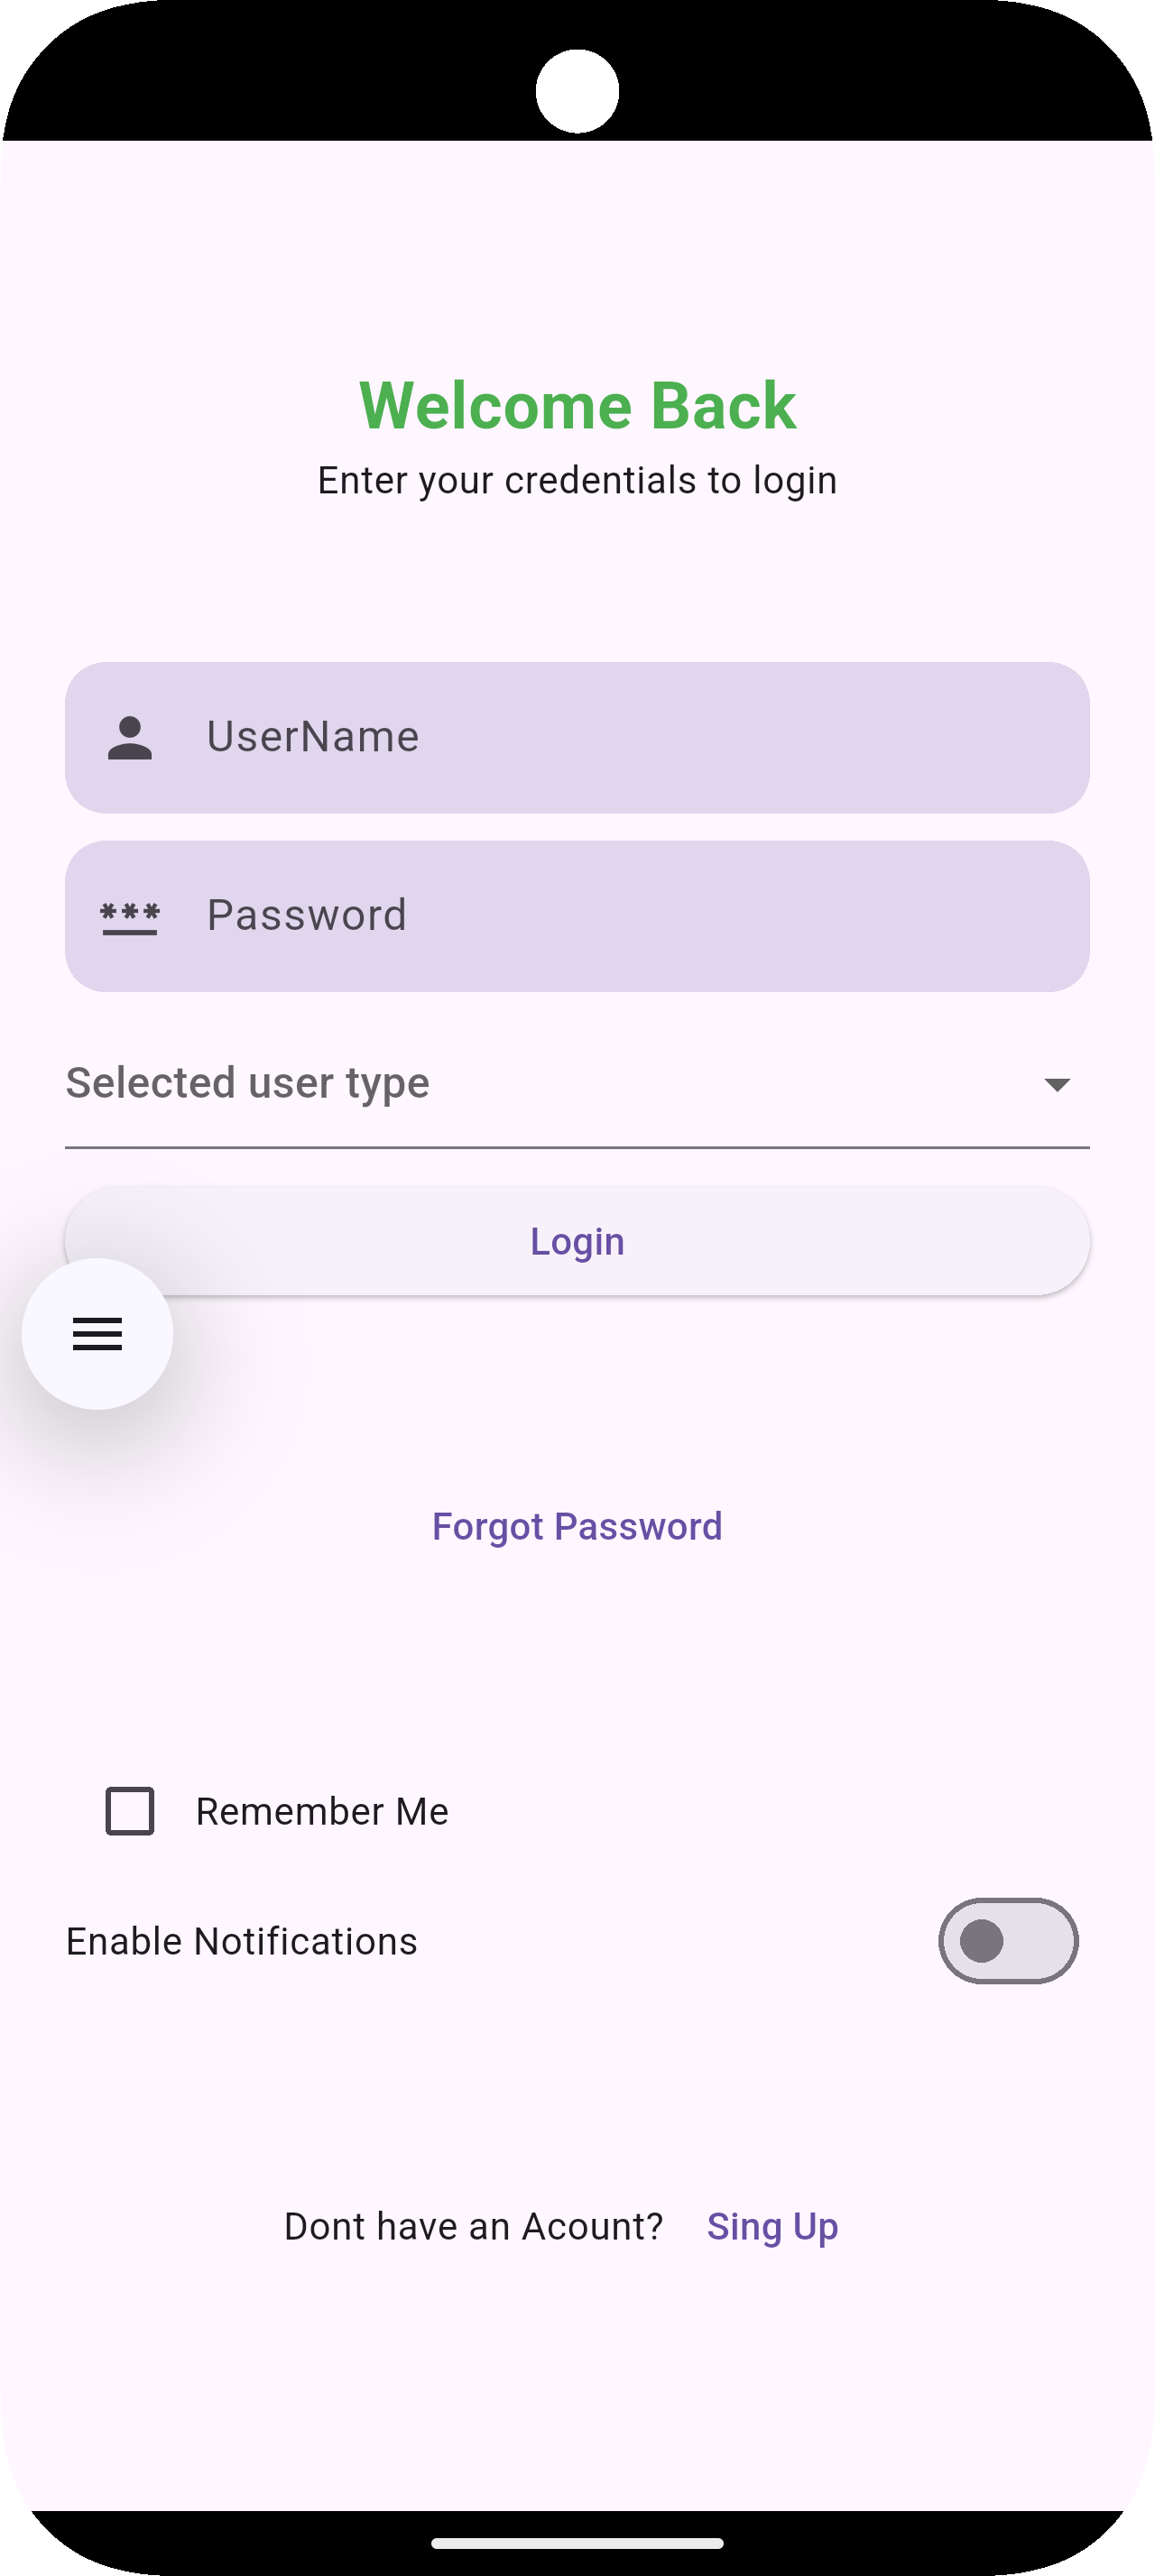 Welcome Back
Enter your credentials to login
UserName
Password
Selected user type
Login
Forgot Password
Remember Me
Enable Notifications
Dont have an Acount? Sing Up